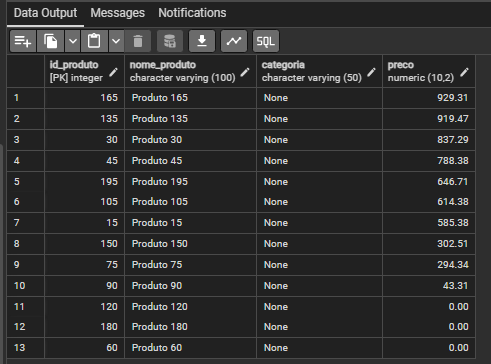 Data Output Messages Notifications
SQL
id_produto nome_produto categoria preco
[PK] integer character varying (100) character varying (50) numeric (10,2)
1 165 Produto 165 None 929.31
2 135 Produto 135 None 919.47
3 30 Produto 30 None 837.29
4 45 Produto 45 None 788.38
5 195 Produto 195 None 646.71
6 105 Produto 105 None 614.38
7 15 Produto 15 None 585.38
8 150 Produto 150 None 302.51
9 75 Produto 75 None 294.34
10 90 Produto 90 None 43.31
11 120 Produto 120 None 0.00
12 180 Produto 180 None 0.00
13 60 Produto 60 None 0.00